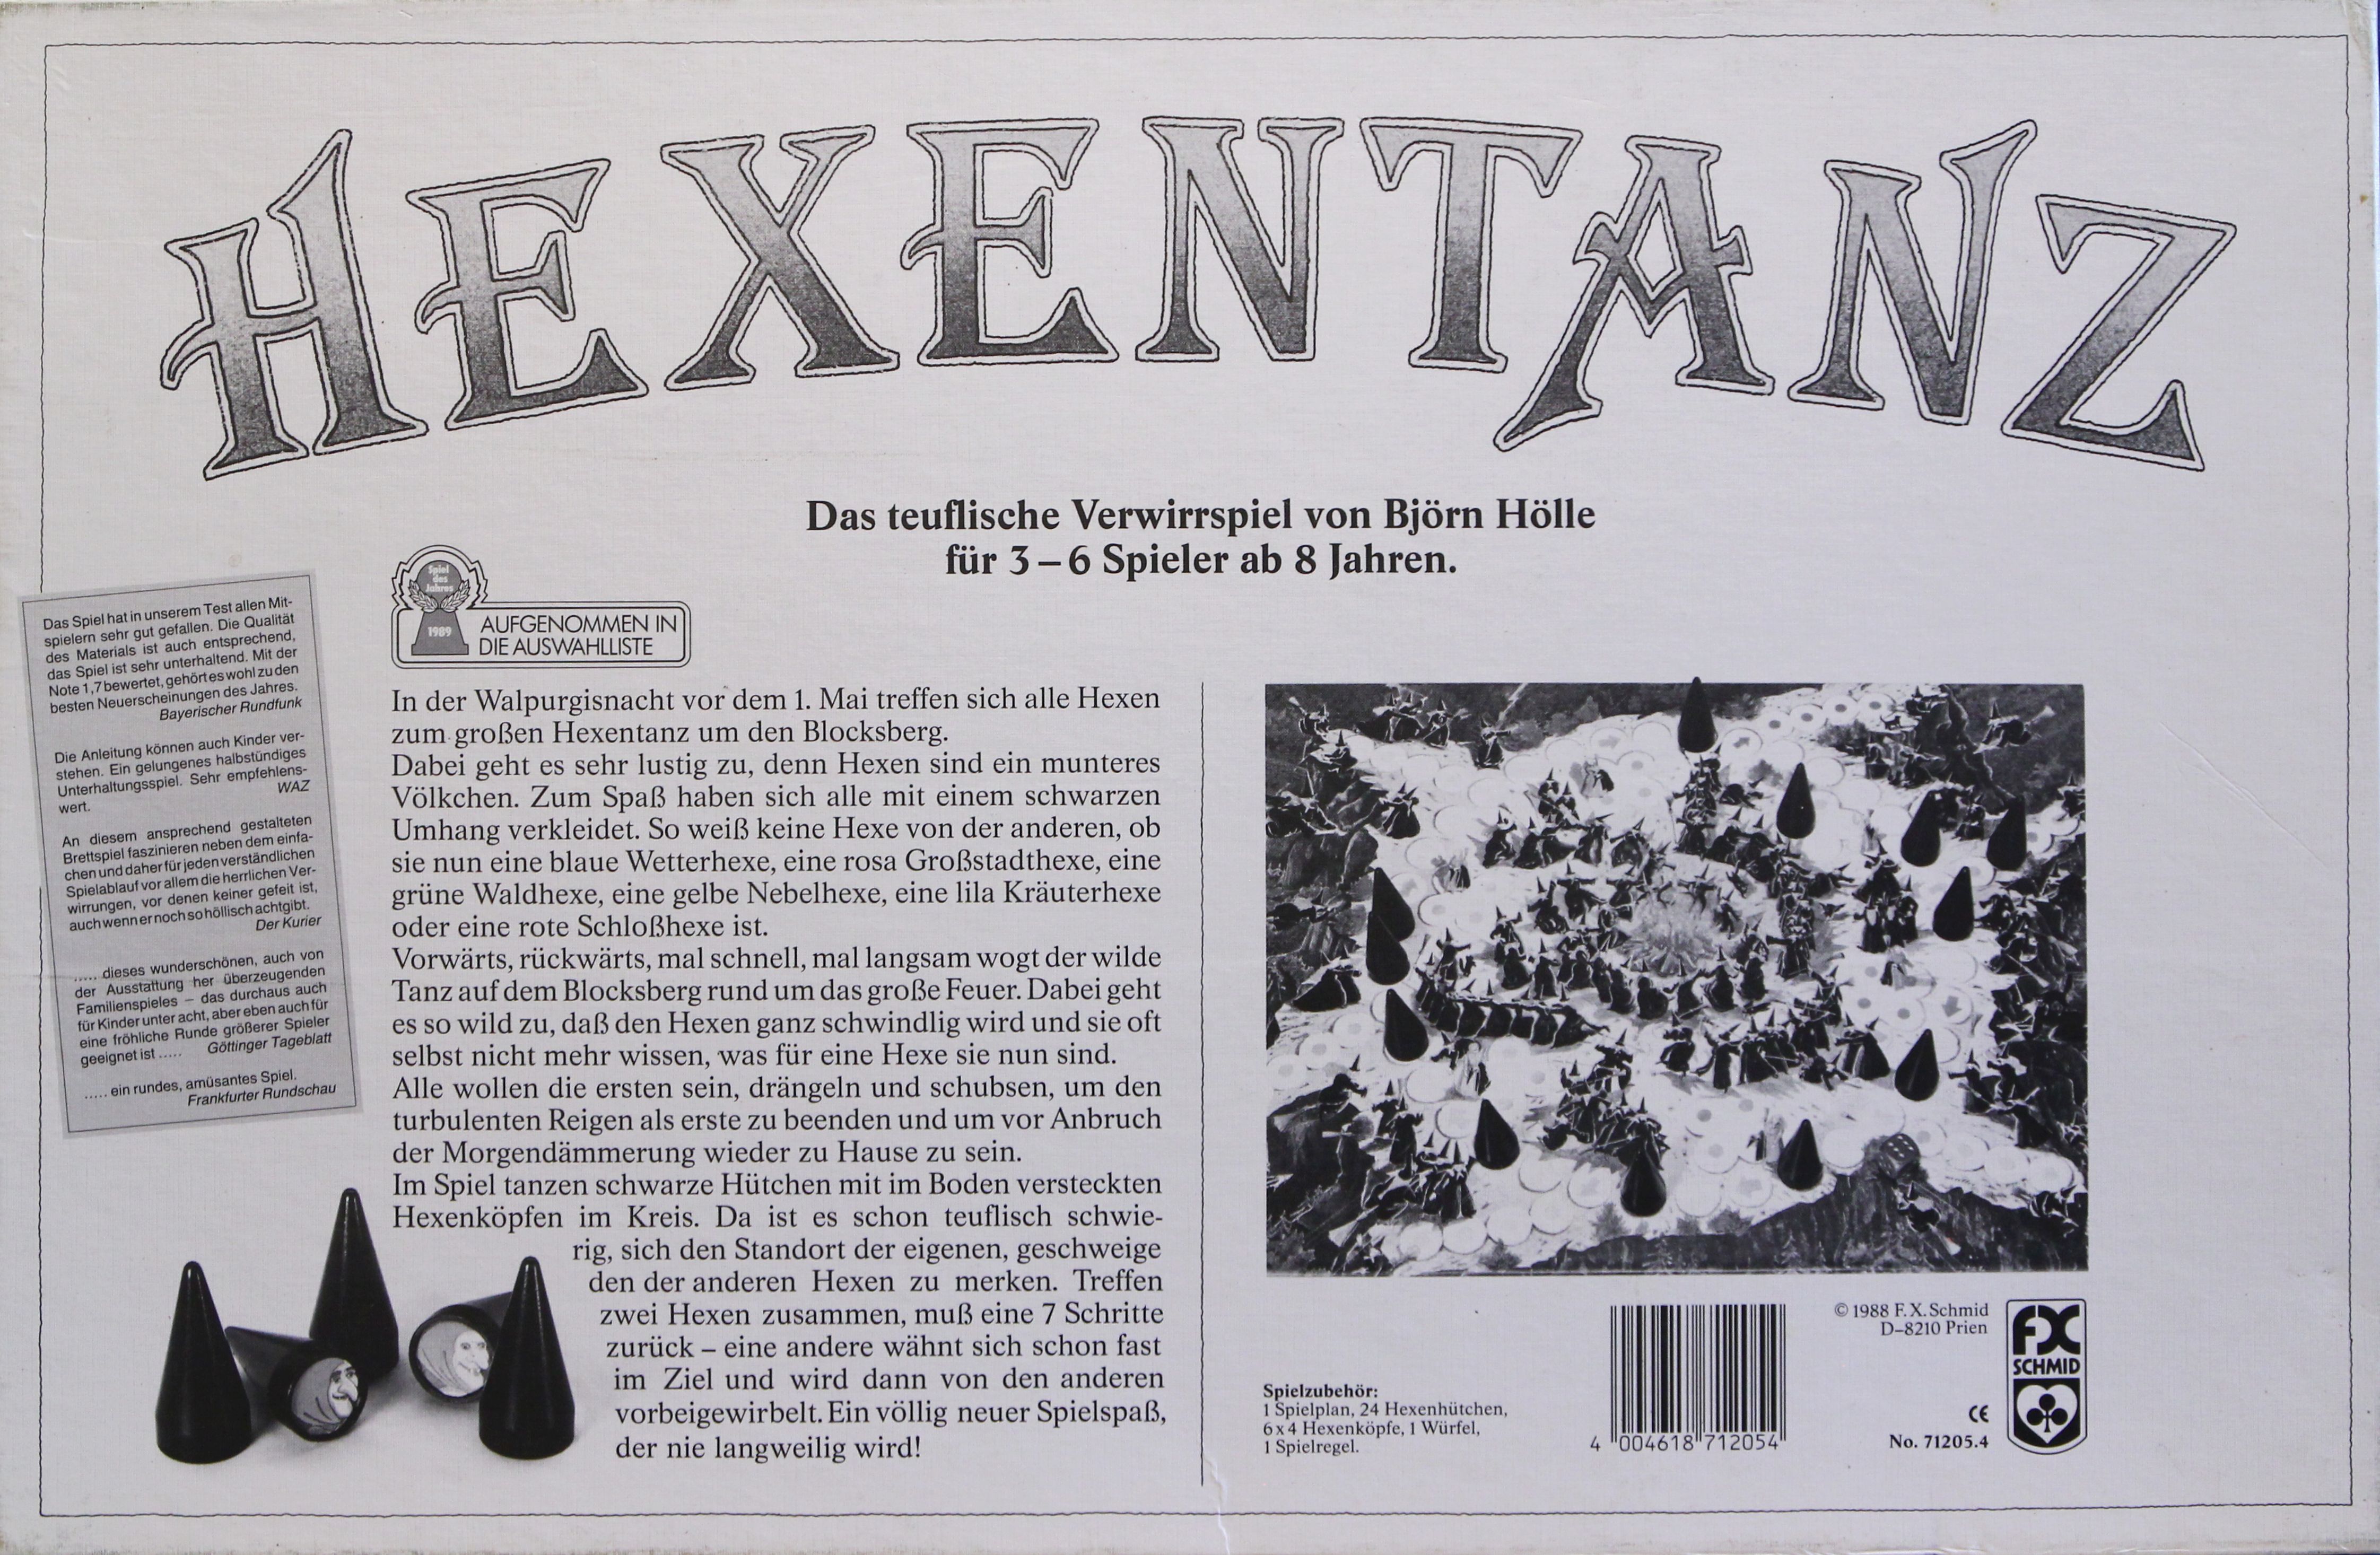 HEXENTANZ
Das teuflische Verwirrspiel von Björn Hölle
für 3 – 6 Spieler ab 8 Jahren.
Das Spiel hat in unserem Test allen Mit-
spielern sehr gut gefallen. Die Qualität
des Materials ist auch entsprechend,
das Spiel ist sehr unterhaltend. Mit der
Note 1,7 bewertet, gehört es wohl zu den
besten Neuerscheinungen des Jahres.
Bayerischer Rundfunk
Die Anleitung können auch Kinder ver-
stehen. Ein gelungenes halbstündiges
Unterhaltungsspiel. Sehr empfehlens-
wert.
WAZ
An diesem ansprechend gestalteten
Brettspiel faszinieren neben dem einfa-
chen und daher für jeden verständlichen
Spielablauf vor allem die herrlichen Ver-
wirrungen, vor denen keiner gefeit ist,
auch wenn er noch so höllisch achtgibt.
Der Kurier
..... dieses wunderschönen, auch von
der Ausstattung her überzeugenden
Familienspieles – das durchaus auch
für Kinder unter acht, aber eben auch für
eine fröhliche Runde größerer Spieler
geeignet ist ..... Göttinger Tageblatt
..... ein rundes, amüsantes Spiel.
Frankfurter Rundschau
Spiel
des
Jahres
1989
AUFGENOMMEN IN
DIE AUSWAHLLISTE
In der Walpurgisnacht vor dem 1. Mai treffen sich alle Hexen
zum großen Hexentanz um den Blocksberg.
Dabei geht es sehr lustig zu, denn Hexen sind ein munteres
Völkchen. Zum Spaß haben sich alle mit einem schwarzen
Umhang verkleidet. So weiß keine Hexe von der anderen, ob
sie nun eine blaue Wetterhexe, eine rosa Großstadthexe, eine
grüne Waldhexe, eine gelbe Nebelhexe, eine lila Kräuterhexe
oder eine rote Schloßhexe ist.
Vorwärts, rückwärts, mal schnell, mal langsam wogt der wilde
Tanz auf dem Blocksberg rund um das große Feuer. Dabei geht
es so wild zu, daß den Hexen ganz schwindlig wird und sie oft
selbst nicht mehr wissen, was für eine Hexe sie nun sind.
Alle wollen die ersten sein, drängeln und schubsen, um den
turbulenten Reigen als erste zu beenden und um vor Anbruch
der Morgendämmerung wieder zu Hause zu sein.
Im Spiel tanzen schwarze Hütchen mit im Boden versteckten
Hexenköpfen im Kreis. Da ist es schon teuflisch schwie-
rig, sich den Standort der eigenen, geschweige
den der anderen Hexen zu merken. Treffen
zwei Hexen zusammen, muß eine 7 Schritte
zurück – eine andere wähnt sich schon fast
im Ziel und wird dann von den anderen
vorbeigewirbelt. Ein völlig neuer Spielspaß,
der nie langweilig wird!
Spielzubehör:
1 Spielplan, 24 Hexenhütchen,
6 x 4 Hexenköpfe, 1 Würfel,
1 Spielregel.
4 004618 712054
© 1988 F. X. Schmid
D–8210 Prien
CE
No. 71205.4
FX
SCHMID